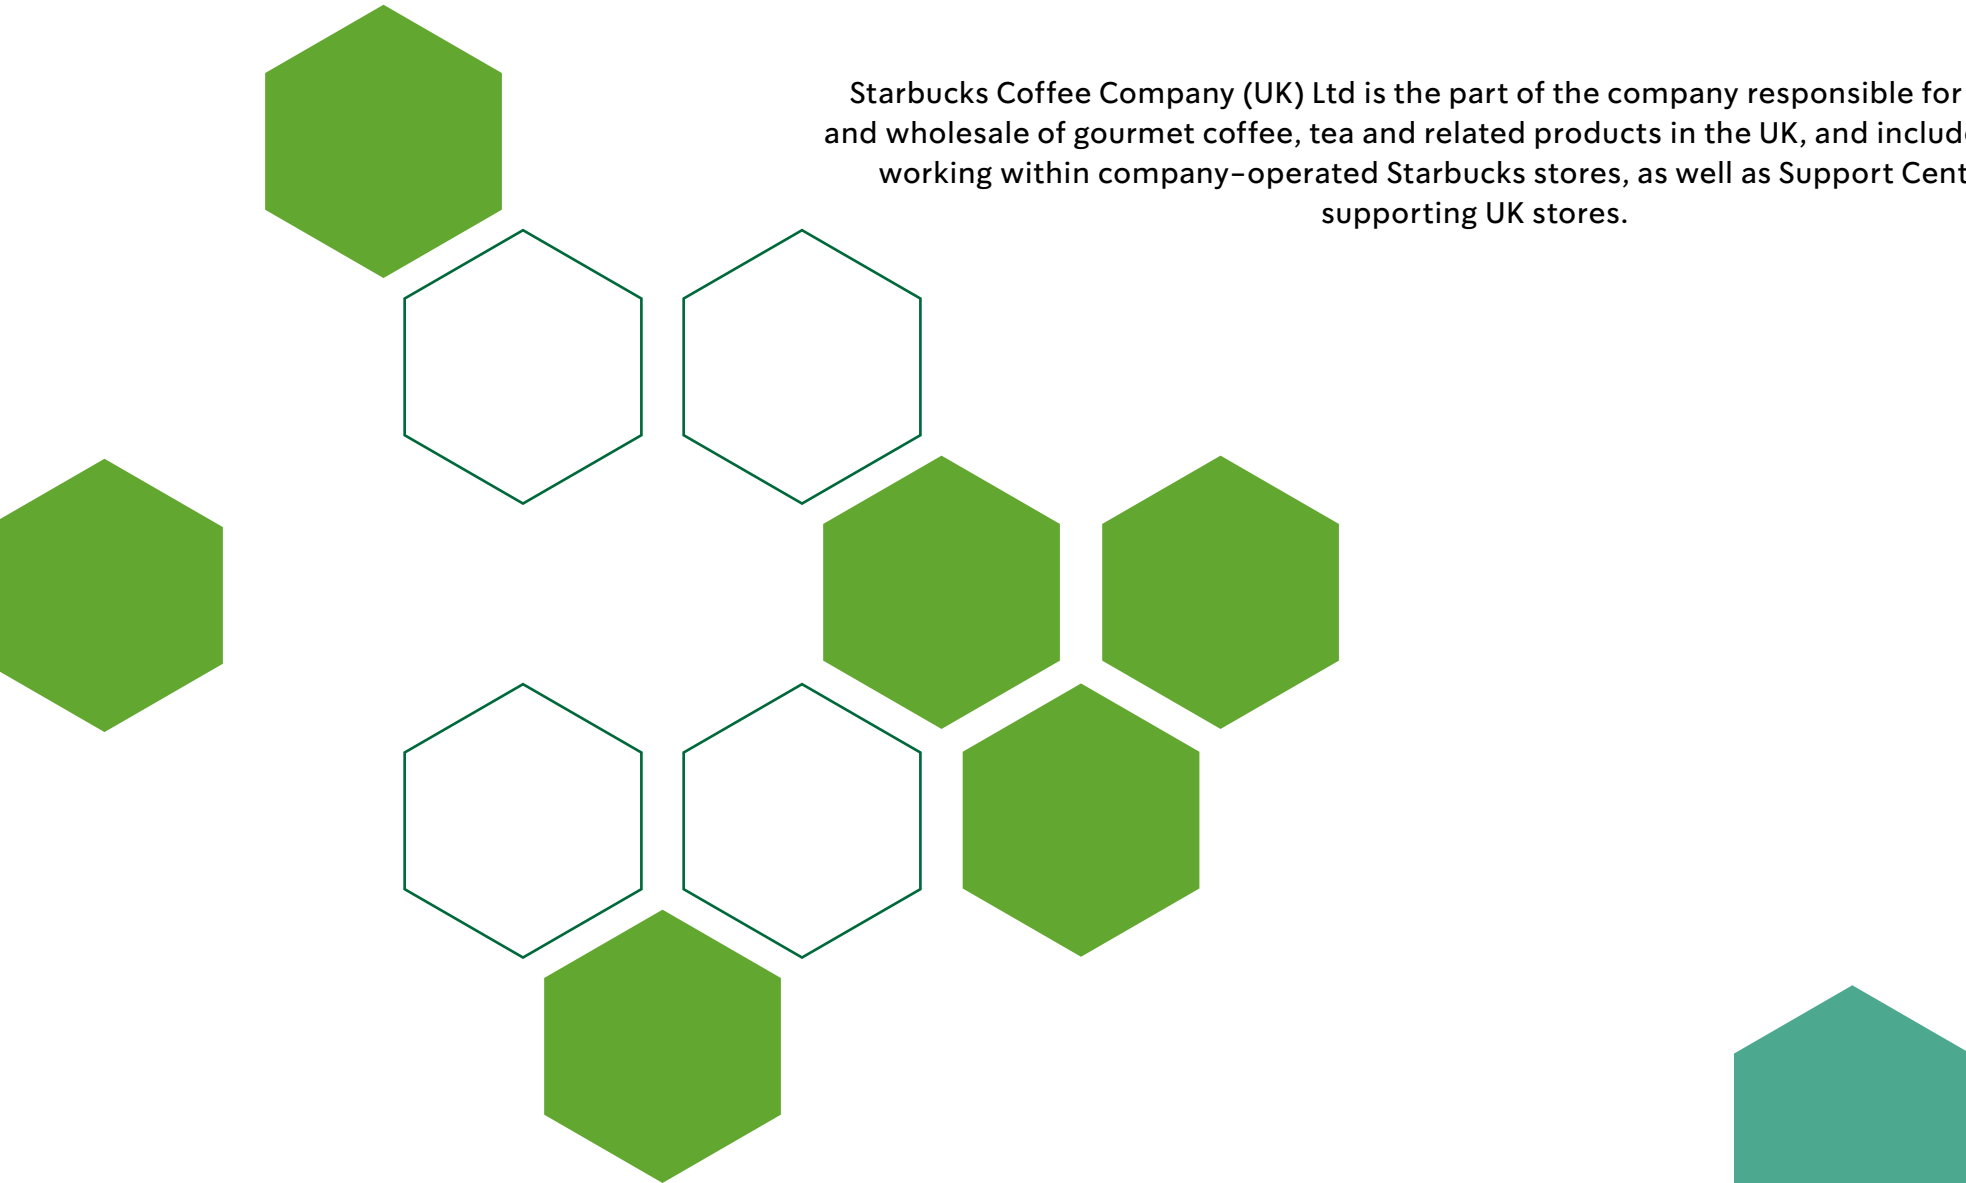 Starbucks Coffee Company (UK) Ltd is the part of the company responsible for
and wholesale of gourmet coffee, tea and related products in the UK, and
working within company-operated Starbucks stores, as well as Support
supporting UK stores.